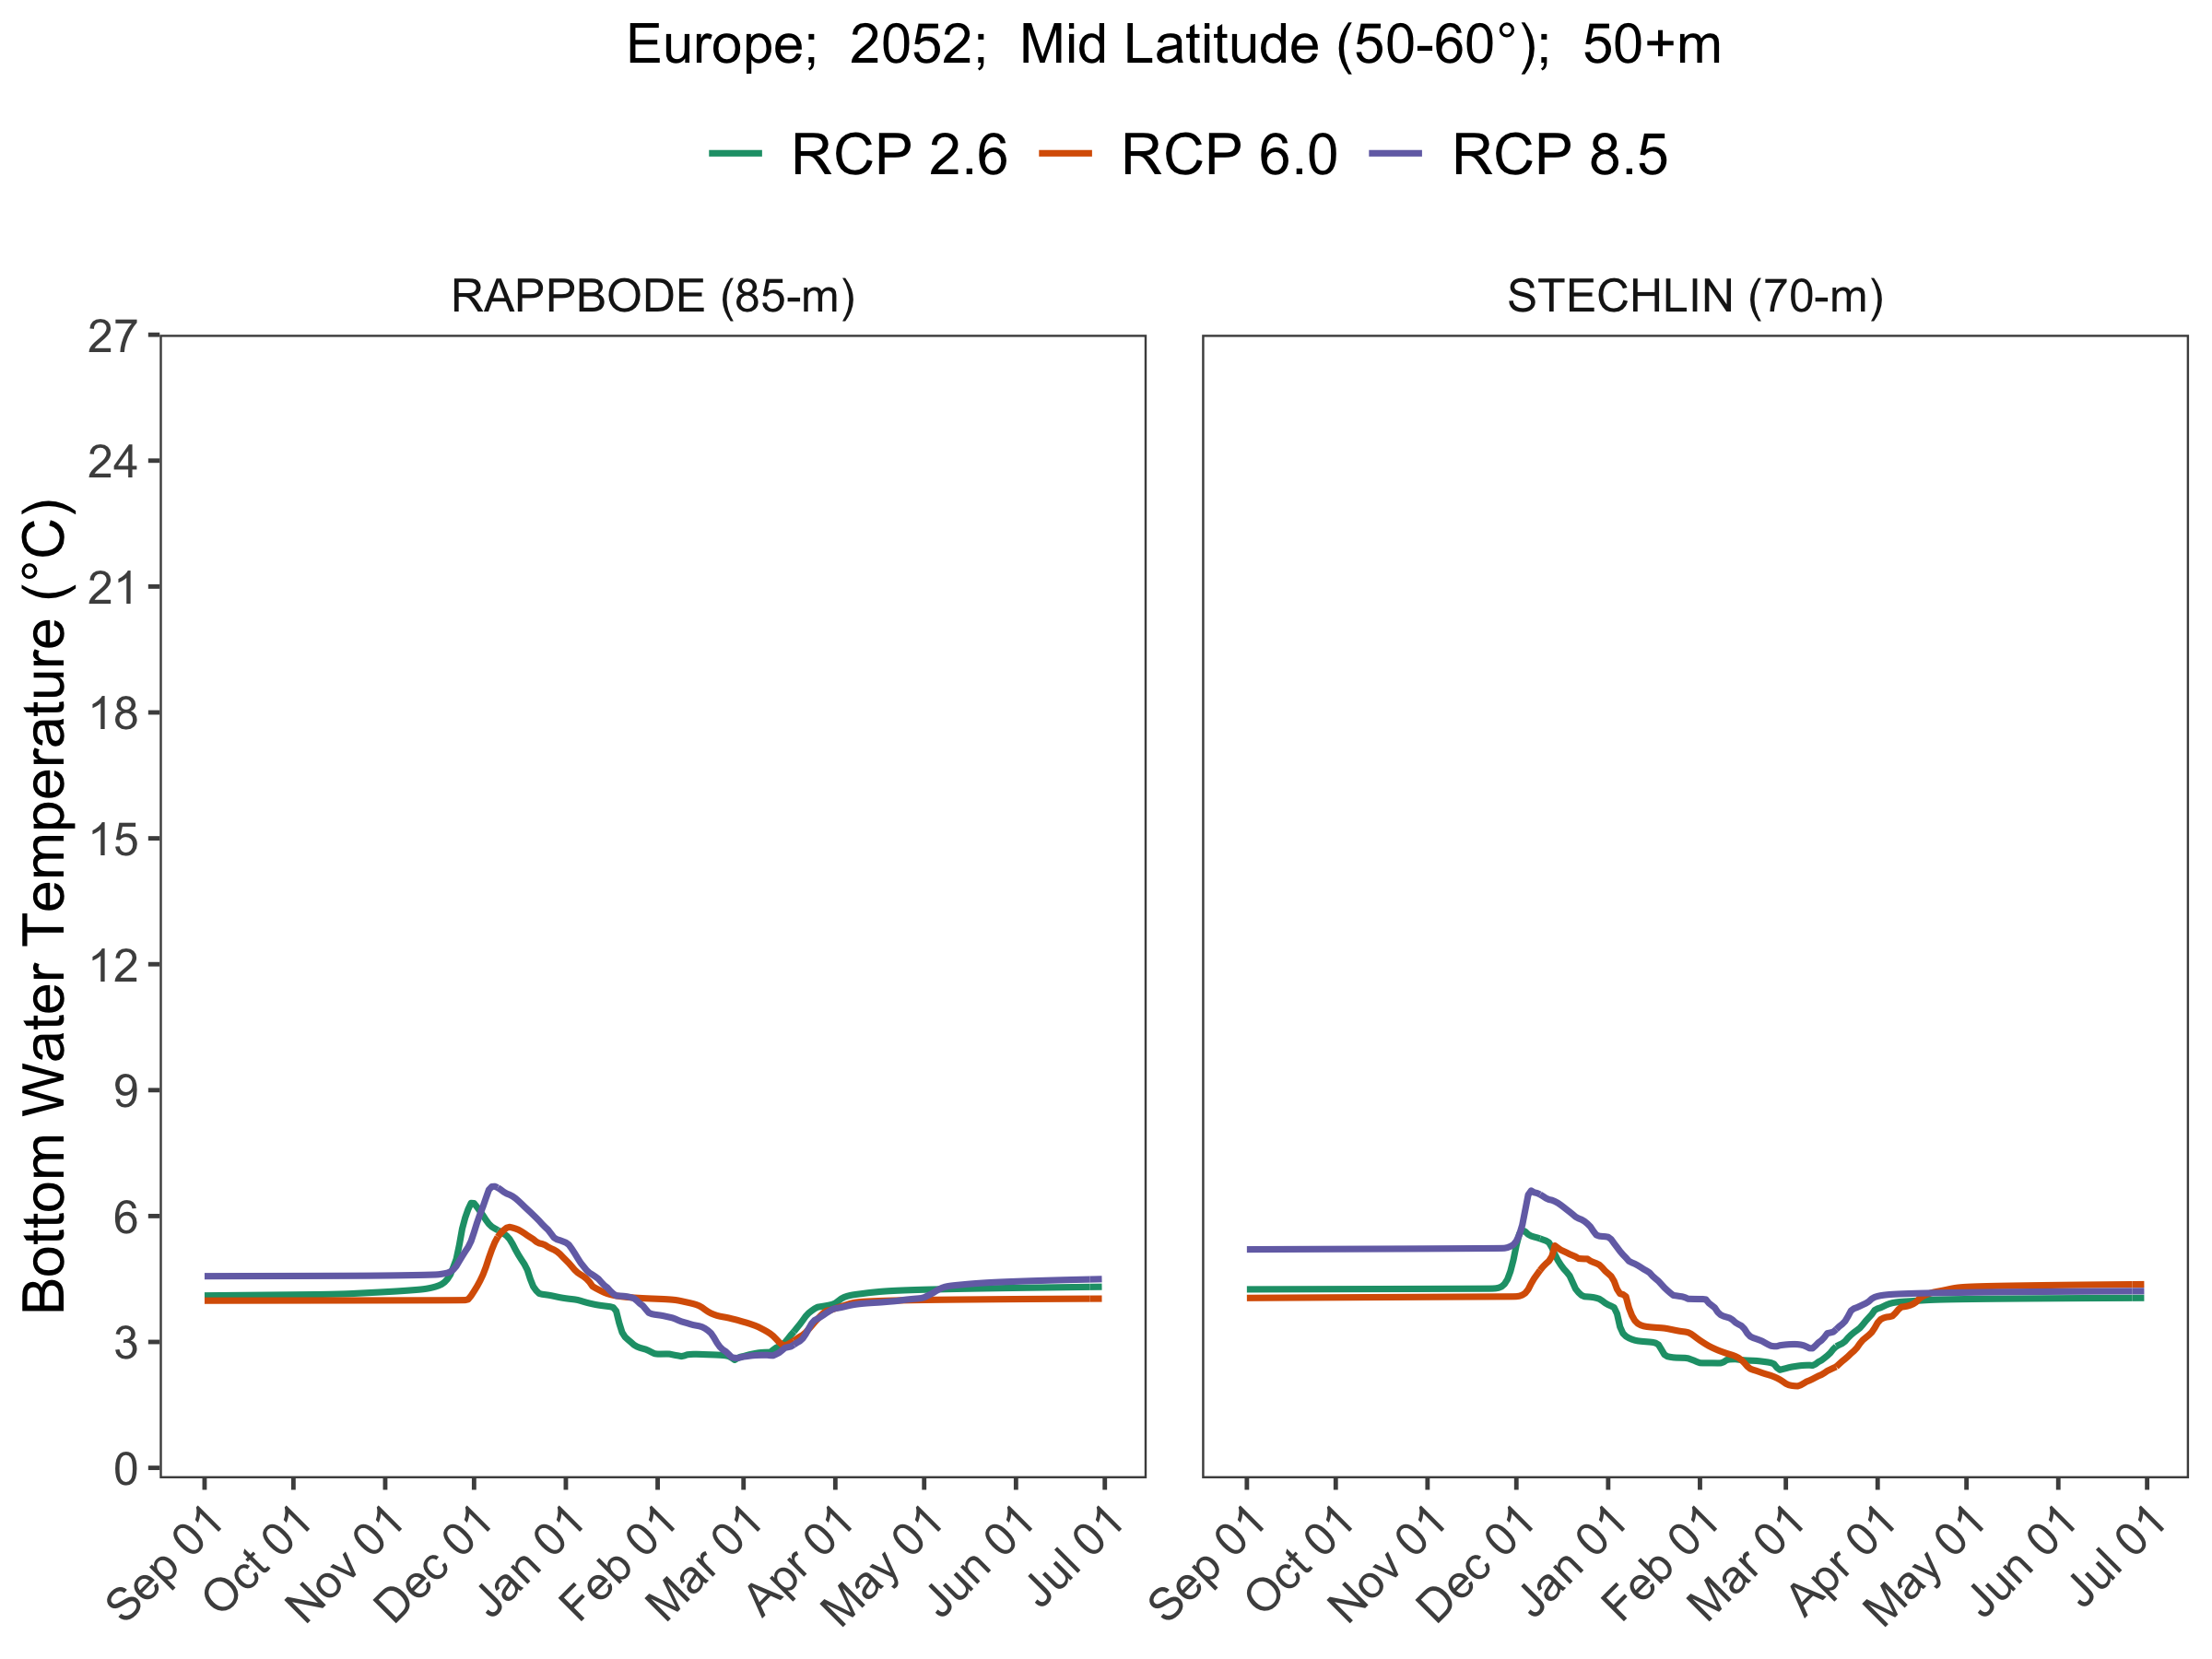 Europe;  2052;  Mid Latitude (50-60°);  50+m
RCP 2.6 RCP 6.0 RCP 8.5
RAPPBODE (85-m) STECHLIN (70-m)
Bottom Water Temperature (°C)
27
24
21
18
15
12
9
6
3
0
Sep 01 Oct 01 Nov 01 Dec 01 Jan 01 Feb 01 Mar 01 Apr 01 May 01 Jun 01 Jul 01 Sep 01 Oct 01 Nov 01 Dec 01 Jan 01 Feb 01 Mar 01 Apr 01 May 01 Jun 01 Jul 01